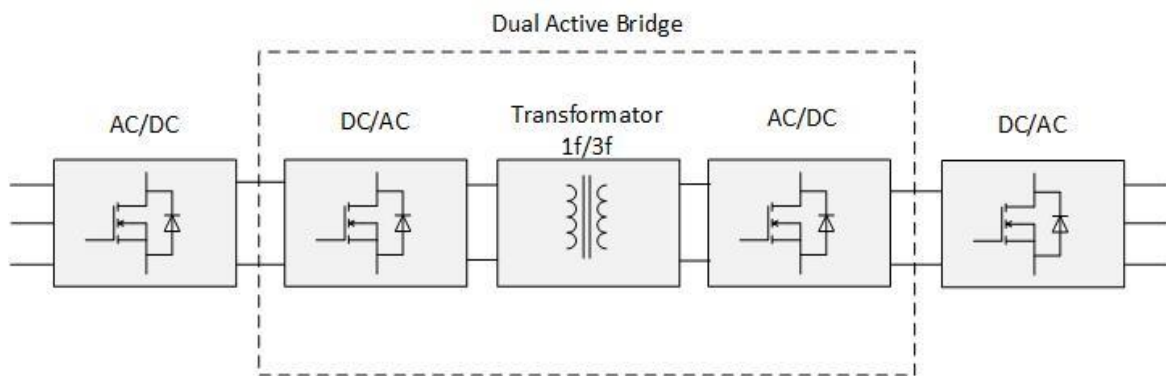 Dual Active Bridge
AC/DC
DC/AC
Transformator
1f/3f
AC/DC
DC/AC